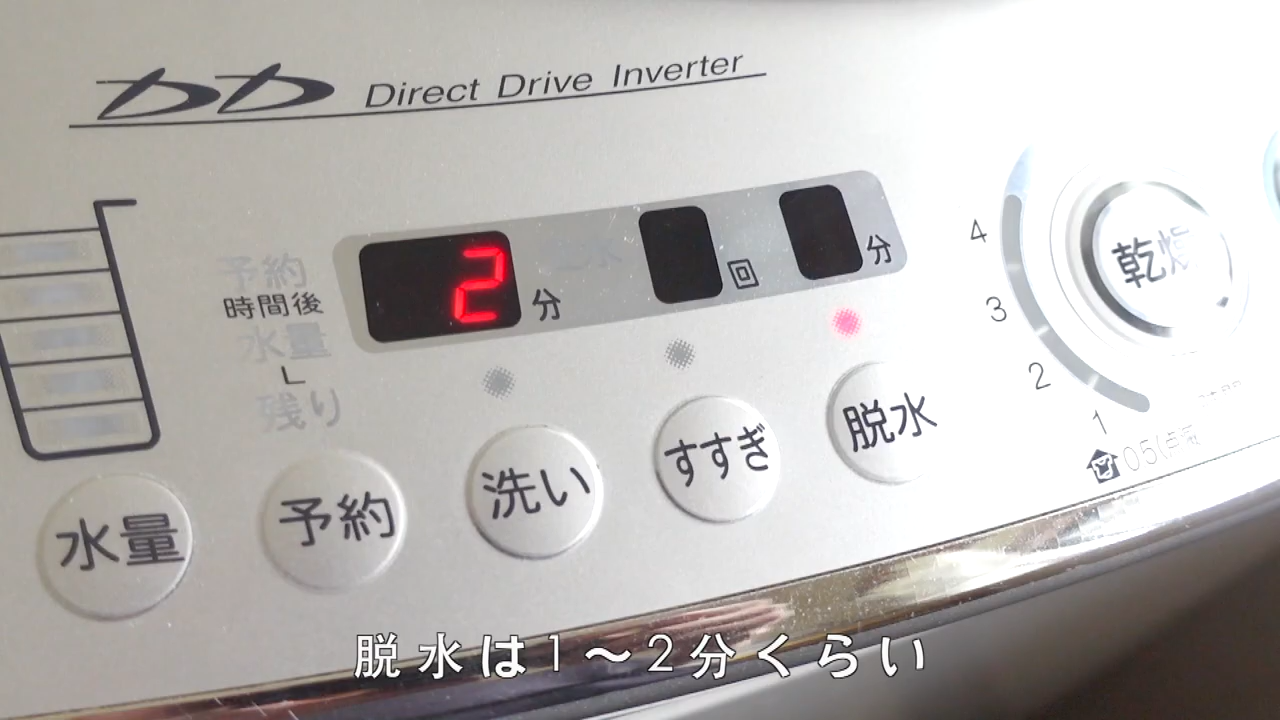 DD Direct Drive Inverter
予約
時間後
水量
残り
2 分
回
分
4
3
2
1
乾燥
水量
予約
洗い
すすぎ
脱水
脱水は1〜2分くらい